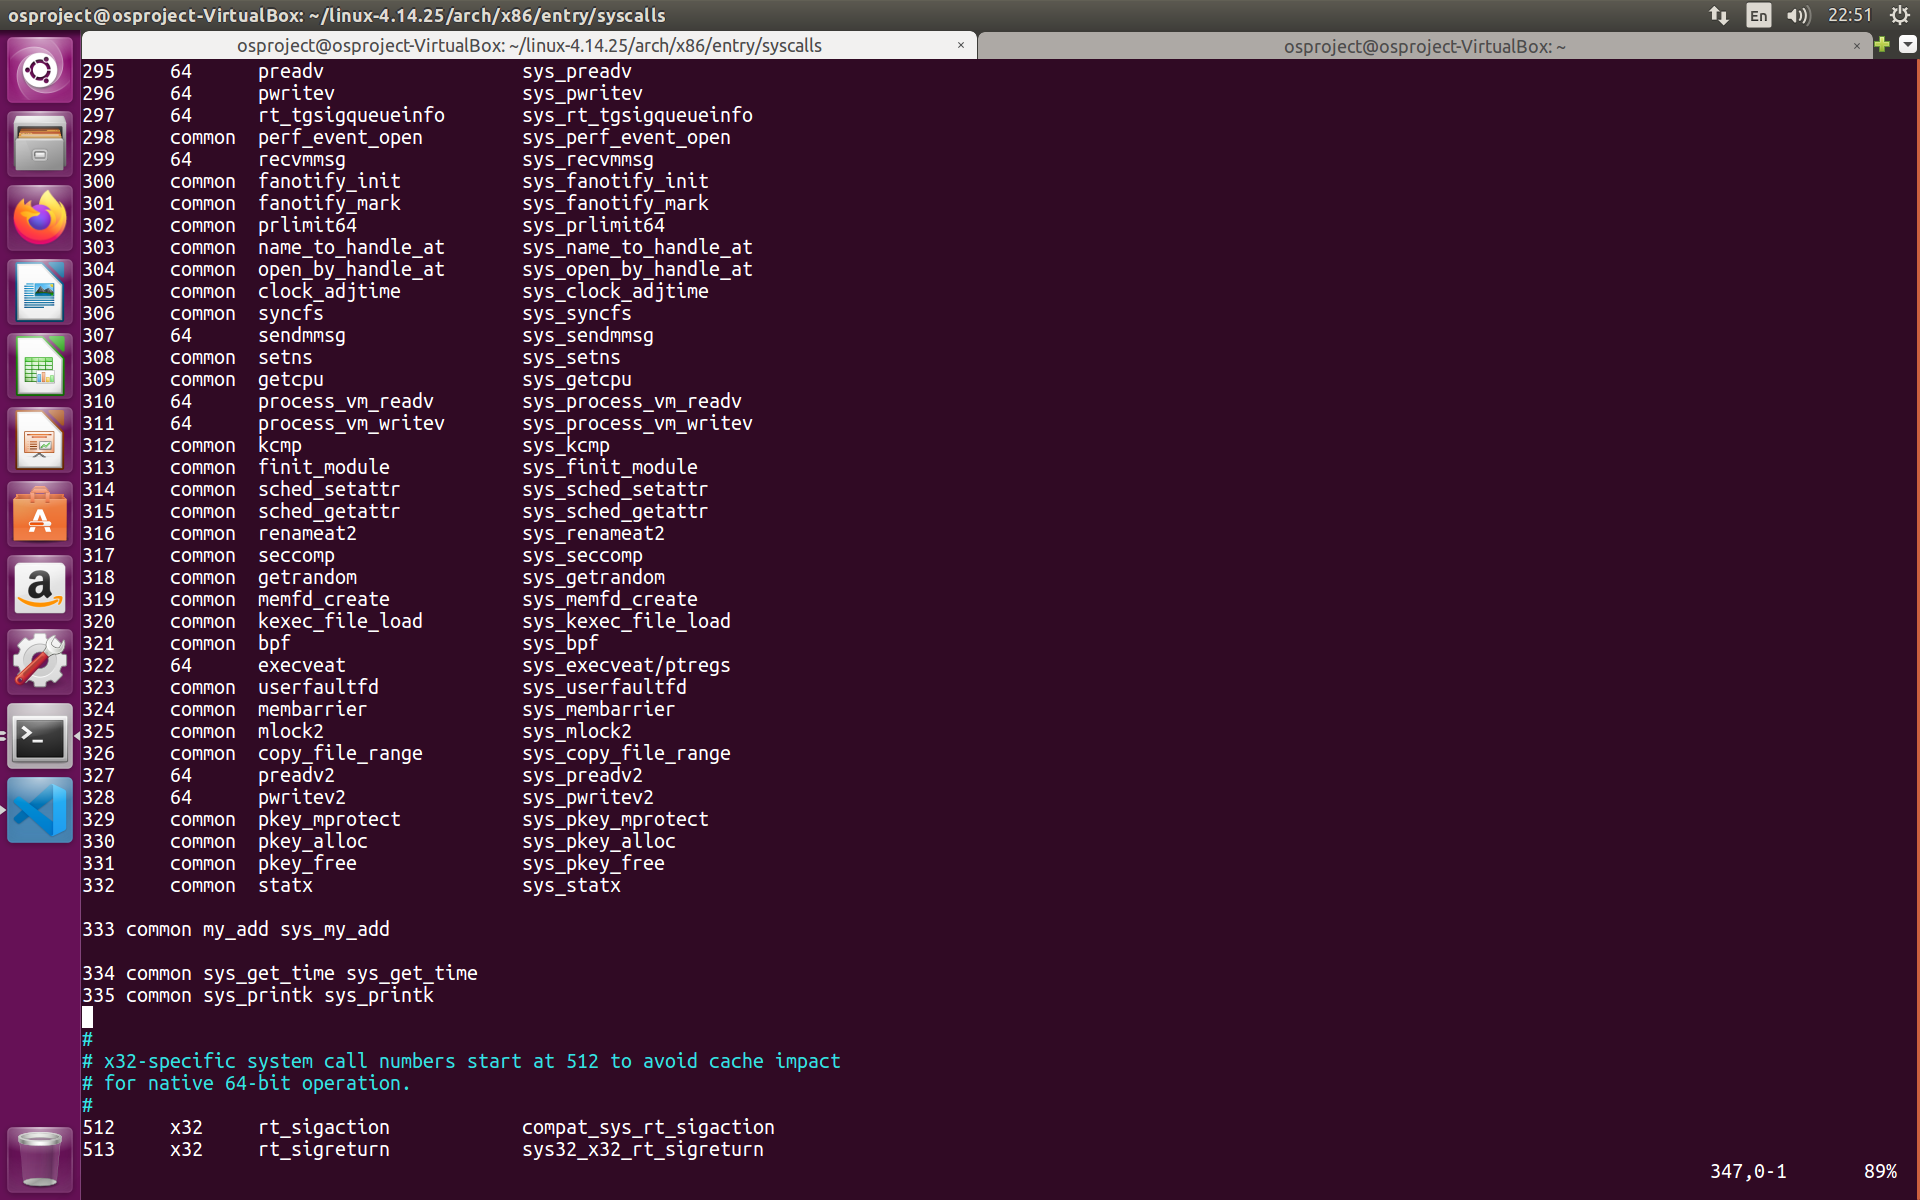 osproject@osproject-VirtualBox: ~/linux-4.14.25/arch/x86/entry/syscalls
En
22:51
osproject@osproject-VirtualBox: ~/linux-4.14.25/arch/x86/entry/syscalls ×
osproject@osproject-VirtualBox: ~ ×
295 64 preadv sys_preadv
296 64 pwritev sys_pwritev
297 64 rt_tgsigqueueinfo sys_rt_tgsigqueueinfo
298 common perf_event_open sys_perf_event_open
299 64 recvmmsg sys_recvmmsg
300 common fanotify_init sys_fanotify_init
301 common fanotify_mark sys_fanotify_mark
302 common prlimit64 sys_prlimit64
303 common name_to_handle_at sys_name_to_handle_at
304 common open_by_handle_at sys_open_by_handle_at
305 common clock_adjtime sys_clock_adjtime
306 common syncfs sys_syncfs
307 64 sendmmsg sys_sendmmsg
308 common setns sys_setns
309 common getcpu sys_getcpu
310 64 process_vm_readv sys_process_vm_readv
311 64 process_vm_writev sys_process_vm_writev
312 common kcmp sys_kcmp
313 common finit_module sys_finit_module
314 common sched_setattr sys_sched_setattr
315 common sched_getattr sys_sched_getattr
316 common renameat2 sys_renameat2
317 common seccomp sys_seccomp
318 common getrandom sys_getrandom
319 common memfd_create sys_memfd_create
320 common kexec_file_load sys_kexec_file_load
321 common bpf sys_bpf
322 64 execveat sys_execveat/ptregs
323 common userfaultfd sys_userfaultfd
324 common membarrier sys_membarrier
325 common mlock2 sys_mlock2
326 common copy_file_range sys_copy_file_range
327 64 preadv2 sys_preadv2
328 64 pwritev2 sys_pwritev2
329 common pkey_mprotect sys_pkey_mprotect
330 common pkey_alloc sys_pkey_alloc
331 common pkey_free sys_pkey_free
332 common statx sys_statx
333 common my_add sys_my_add
334 common sys_get_time sys_get_time
335 common sys_printk sys_printk
#
# x32-specific system call numbers start at 512 to avoid cache impact
# for native 64-bit operation.
#
512 x32 rt_sigaction compat_sys_rt_sigaction
513 x32 rt_sigreturn sys32_x32_rt_sigreturn
347,0-1 89%